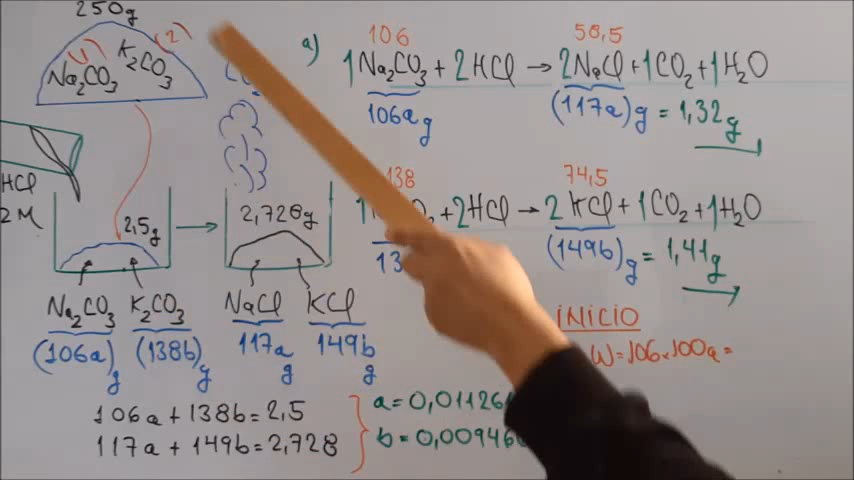 250g
(1) (2)
Na₂CO₃ K₂CO₃
HCl
2M
2,5g
2,728g
Na₂CO₃ K₂CO₃
(106a)g (138b)g
NaCl KCl
117a g 149b g
106a + 138b = 2,5
117a + 149b = 2,728
a = 0,01126
b = 0,00946
a)
106 58,5
1Na₂CO₃ + 2HCl → 2NaCl + 1CO₂ + 1H₂O
106a g (117a)g = 1,32g
138 74,5
+ 2HCl → 2KCl + 1CO₂ + 1H₂O
(149b)g = 1,41g
INICIO
W = 106 × 100a =